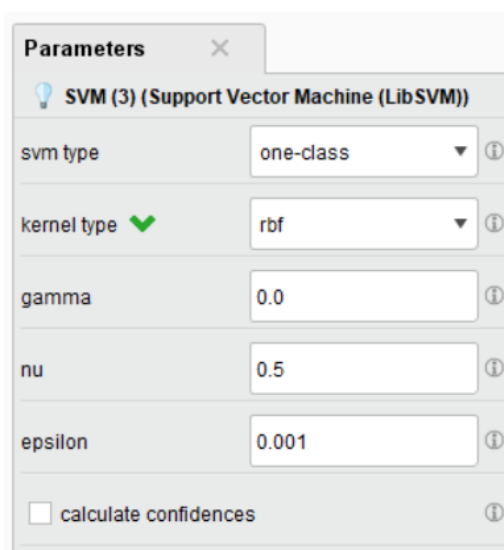 Parameters
SVM (3) (Support Vector Machine (LibSVM))
svm type one-class
kernel type rbf
gamma 0.0
nu 0.5
epsilon 0.001
calculate confidences